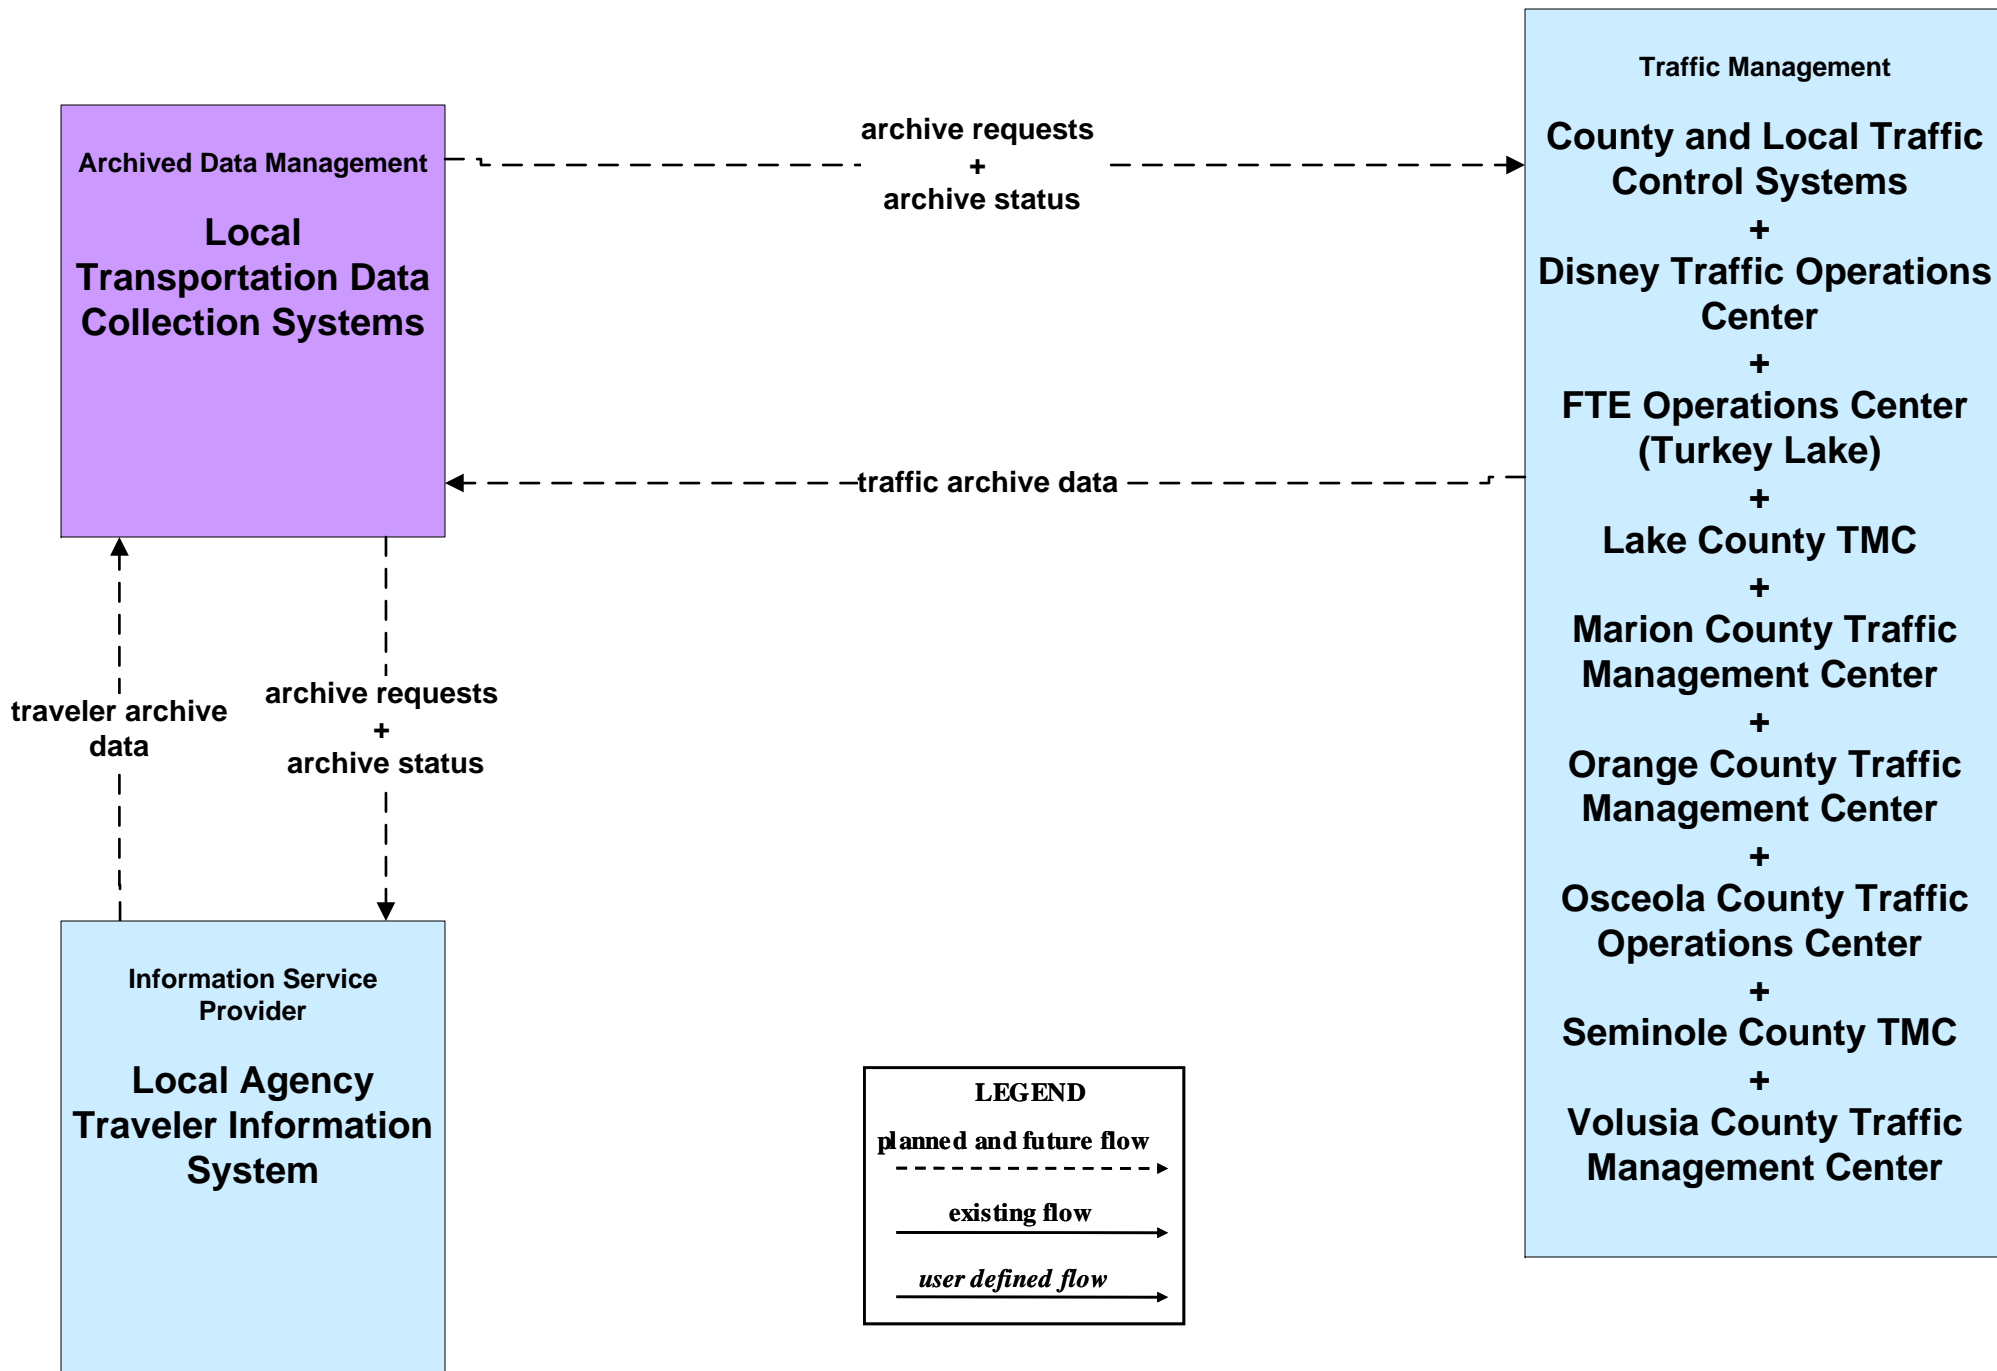 Archived Data Management
Local
Transportation Data
Collection Systems
archive requests
+
archive status
traffic archive data
traveler archive
data
archive requests
+
archive status
Information Service
Provider
Local Agency
Traveler Information
System
Traffic Management
County and Local Traffic
Control Systems
+
Disney Traffic Operations
Center
+
FTE Operations Center
(Turkey Lake)
+
Lake County TMC
+
Marion County Traffic
Management Center
+
Orange County Traffic
Management Center
+
Osceola County Traffic
Operations Center
+
Seminole County TMC
+
Volusia County Traffic
Management Center
LEGEND
planned and future flow
existing flow
user defined flow